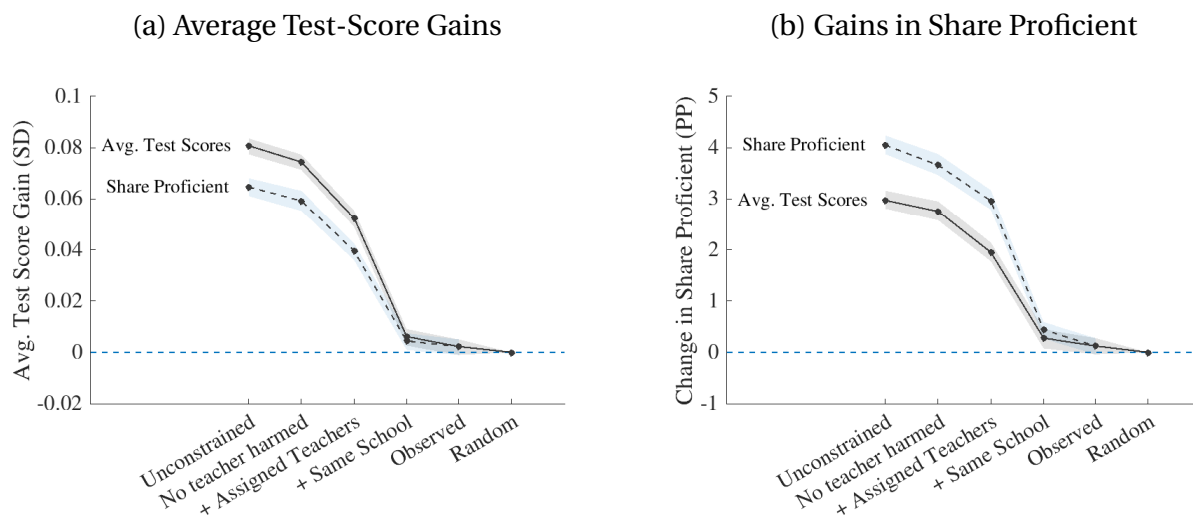 (a) Average Test-Score Gains
Avg. Test Score Gain (SD)
0.1
0.08
0.06
0.04
0.02
0
-0.02
Avg. Test Scores
Share Proficient
Unconstrained
No teacher harmed
+ Assigned Teachers
+ Same School
Observed
Random
(b) Gains in Share Proficient
Change in Share Proficient (PP)
5
4
3
2
1
0
-1
Share Proficient
Avg. Test Scores
Unconstrained
No teacher harmed
+ Assigned Teachers
+ Same School
Observed
Random